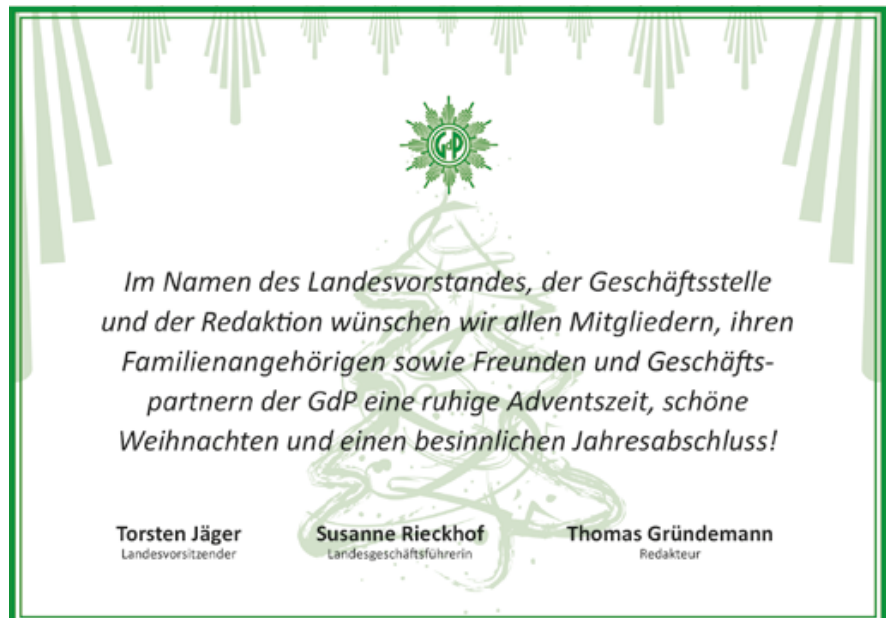 GdP
Im Namen des Landesvorstandes, der Geschäftsstelle
und der Redaktion wünschen wir allen Mitgliedern, ihren
Familienangehörigen sowie Freunden und Geschäfts-
partnern der GdP eine ruhige Adventszeit, schöne
Weihnachten und einen besinnlichen Jahresabschluss!
Torsten Jäger Susanne Rieckhof Thomas Gründemann
Landesvorsitzender Landesgeschäftsführerin Redakteur